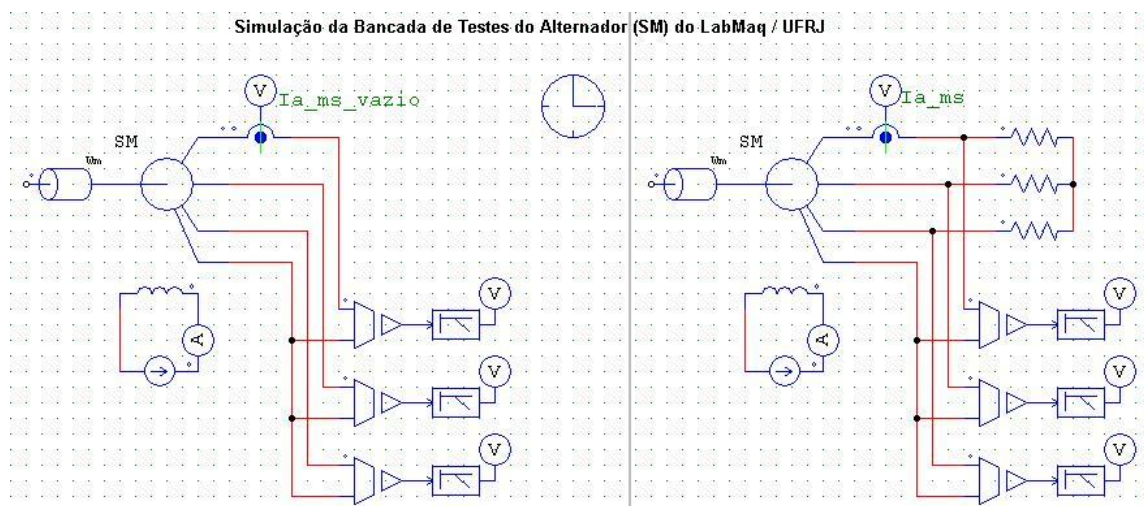 Simulação da Bancada de Testes do Alternador (SM) do LabMaq / UFRJ
V V
Ia_ms_vazio Ia_ms
SM SM
Wm Wm
V V
A A
V V
V V